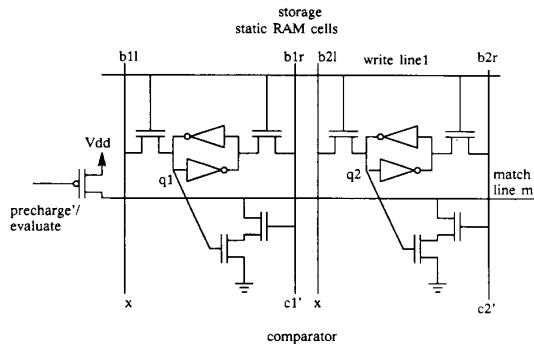 storage
static RAM cells
b1l b1r b2l write line1 b2r
Vdd
q1 q2
match
line m
precharge'/
evaluate
x c1' x c2'
comparator